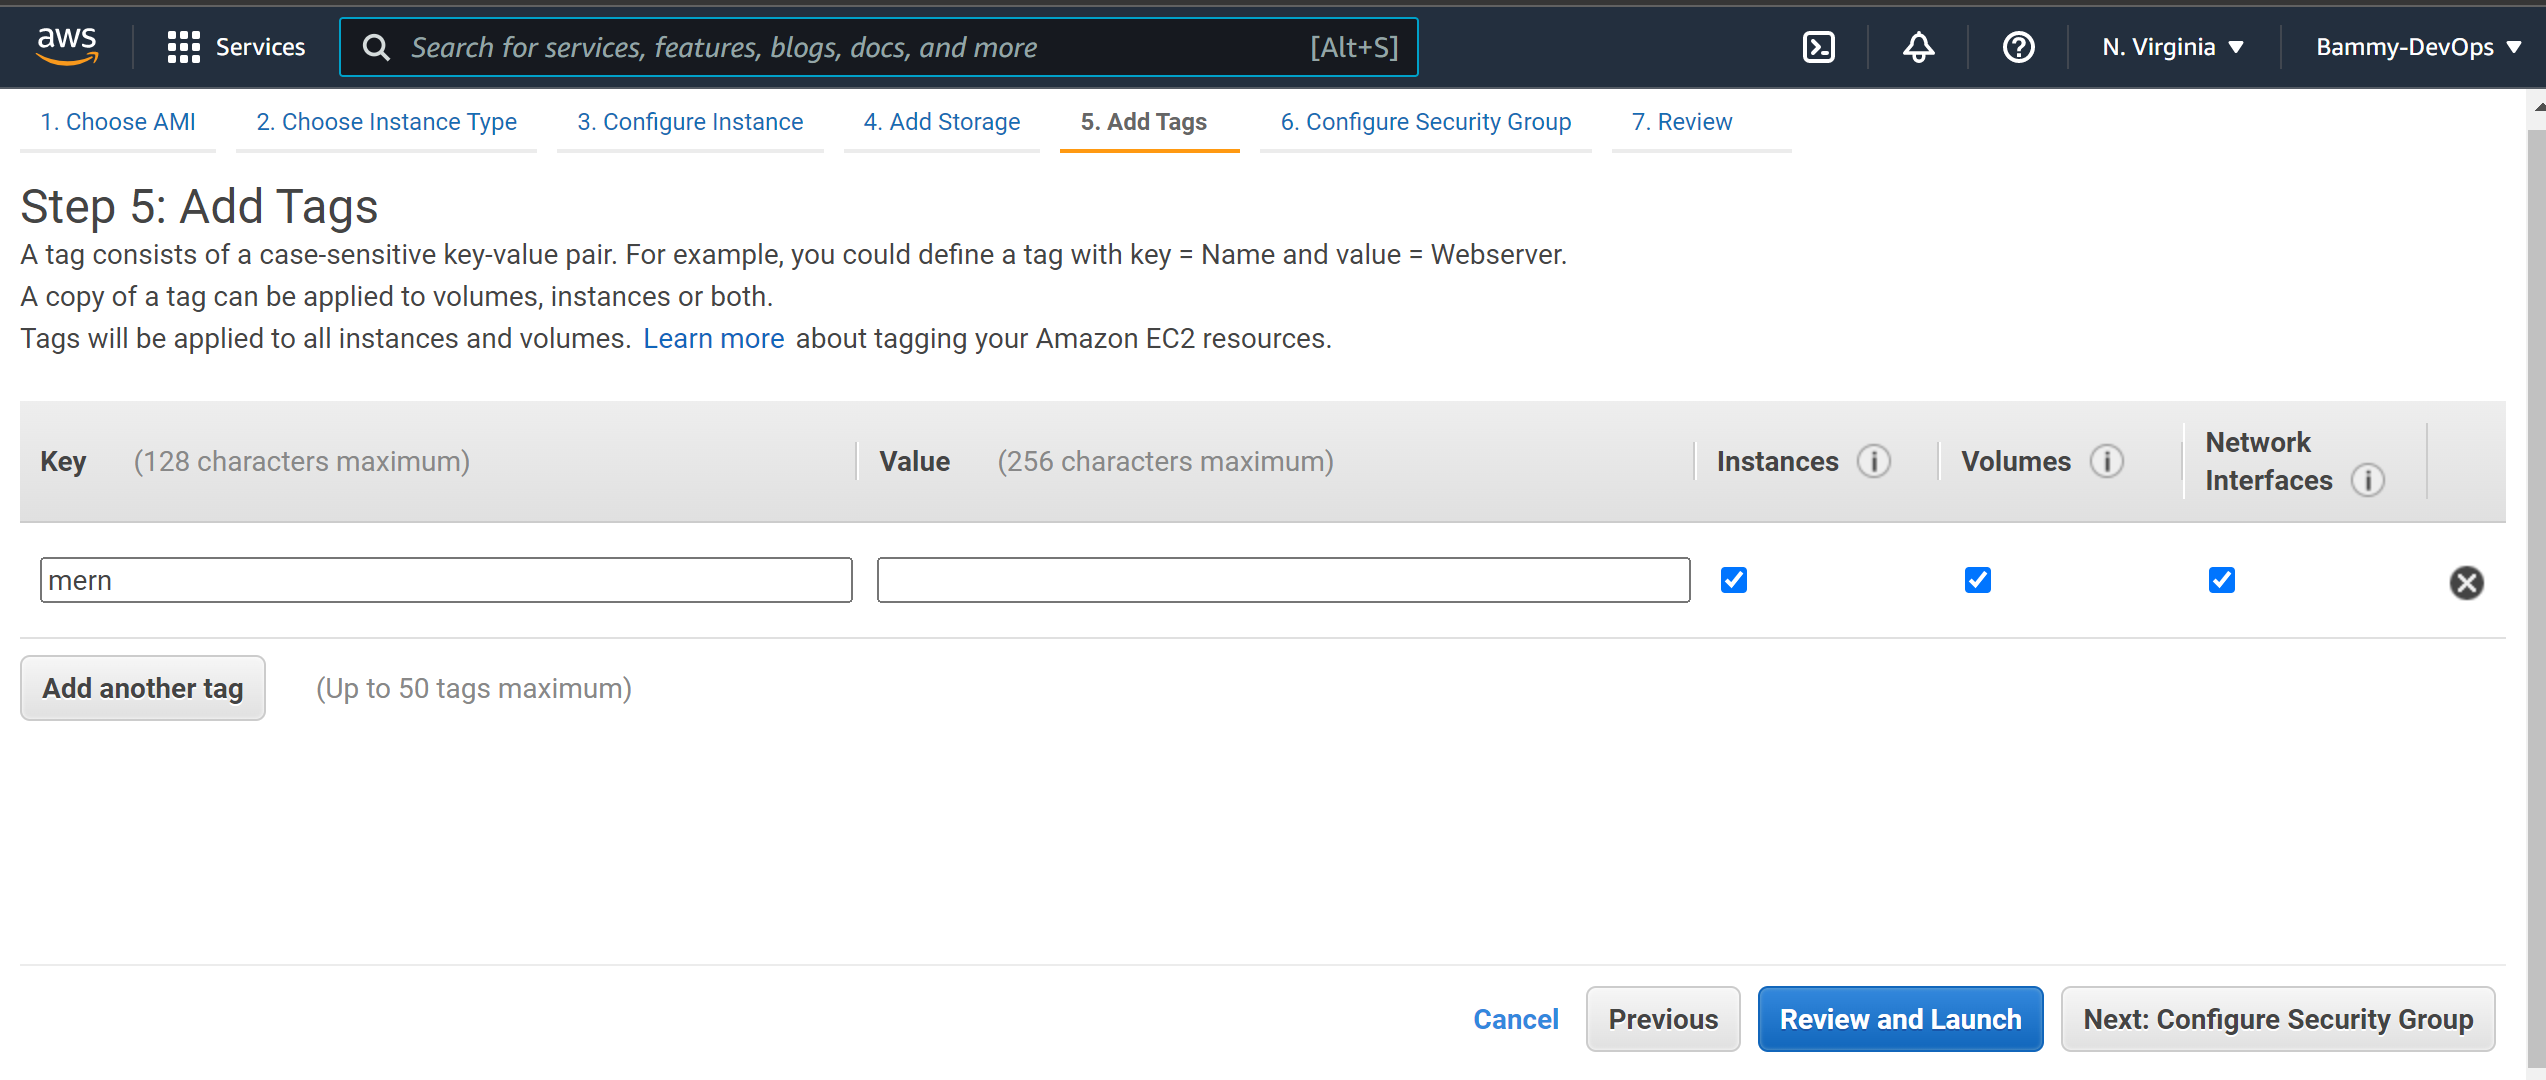 aws Services Search for services, features, blogs, docs, and more [Alt+S] N. Virginia Bammy-DevOps
1. Choose AMI 2. Choose Instance Type 3. Configure Instance 4. Add Storage 5. Add Tags 6. Configure Security Group 7. Review
Step 5: Add Tags
A tag consists of a case-sensitive key-value pair. For example, you could define a tag with key = Name and value = Webserver.
A copy of a tag can be applied to volumes, instances or both.
Tags will be applied to all instances and volumes. Learn more about tagging your Amazon EC2 resources.
Key (128 characters maximum) Value (256 characters maximum) Instances Volumes Network
Interfaces
mern
Add another tag (Up to 50 tags maximum)
Cancel Previous Review and Launch Next: Configure Security Group